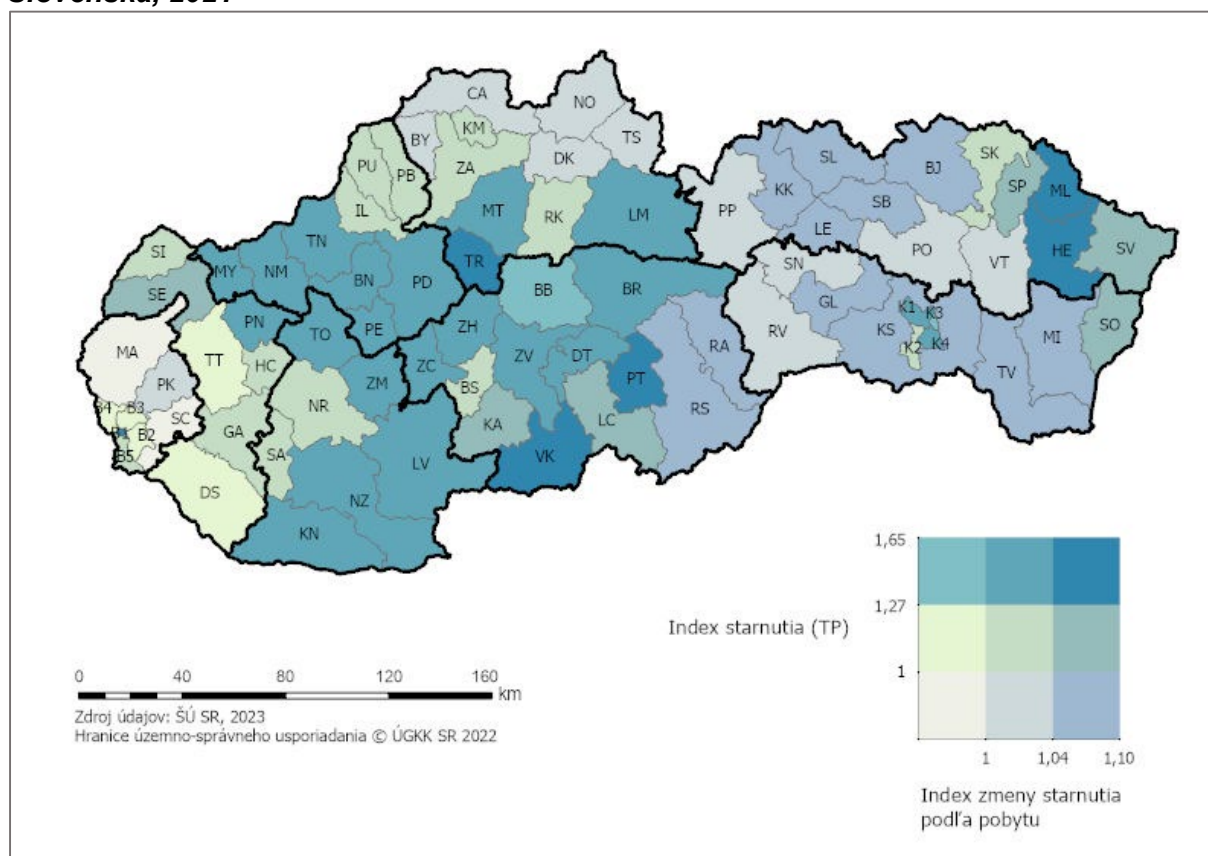 Slovenska, 2021
CA
NO
KM
BY
TS
ZA
DK
PU
PB
IL
MT
RK
LM
TR
SL
BJ
SK
SP
ML
KK
SB
PP
LE
PO
VT
HE
SV
SI
SE
MY
NM
TN
BN
PD
PE
BB
BR
SN
GL
RV
KS
K1
K3
K2
K4
MI
SO
TV
MA
PK
PN
TO
ZH
ZV
DT
RA
TT
HC
ZM
ZC
PT
RS
B4
B3
B1
B2
B5
SC
NR
BS
KA
LC
GA
SA
LV
VK
DS
NZ
KN
1,65
1,27
1
Index starnutia (TP)
1
1,04
1,10
Index zmeny starnutia
podľa pobytu
0
40
80
120
160
km
Zdroj údajov: ŠÚ SR, 2023
Hranice územno-správneho usporiadania © ÚGKK SR 2022